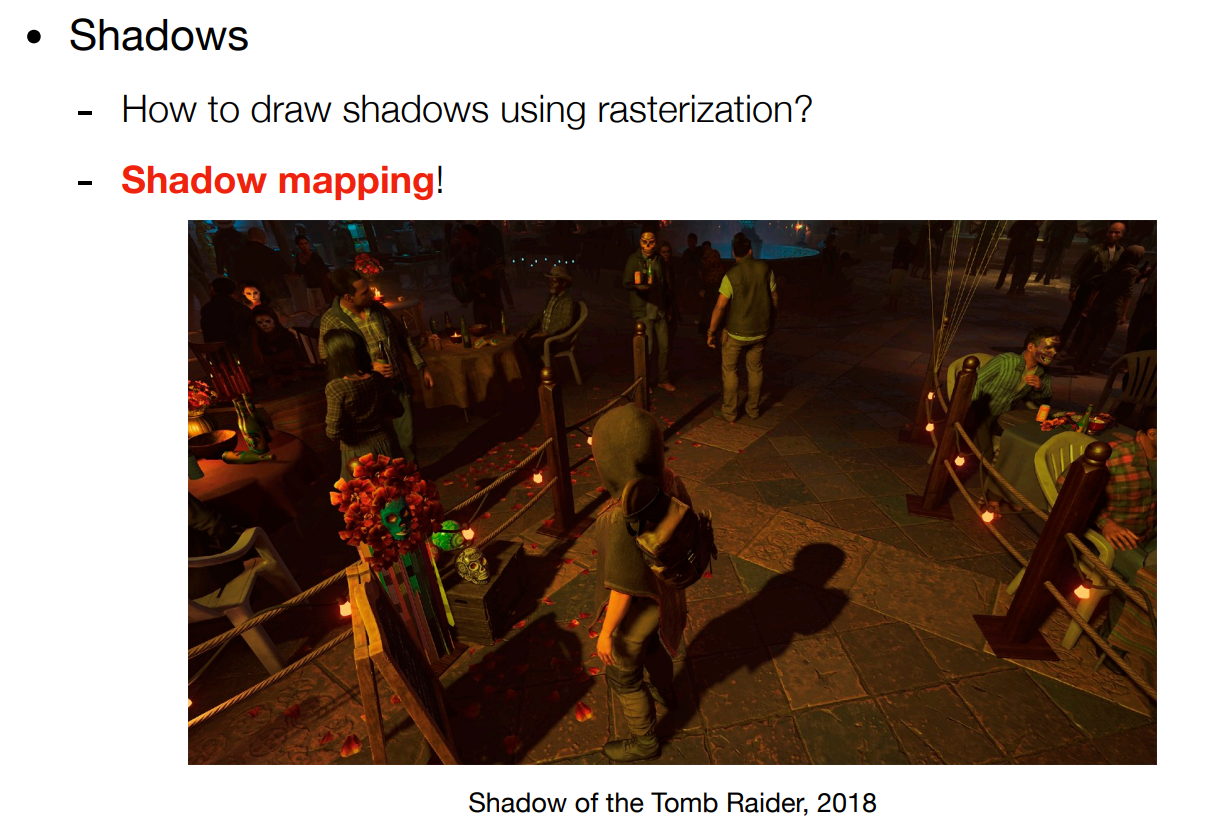 • Shadows
- How to draw shadows using rasterization?
- Shadow mapping!
Shadow of the Tomb Raider, 2018